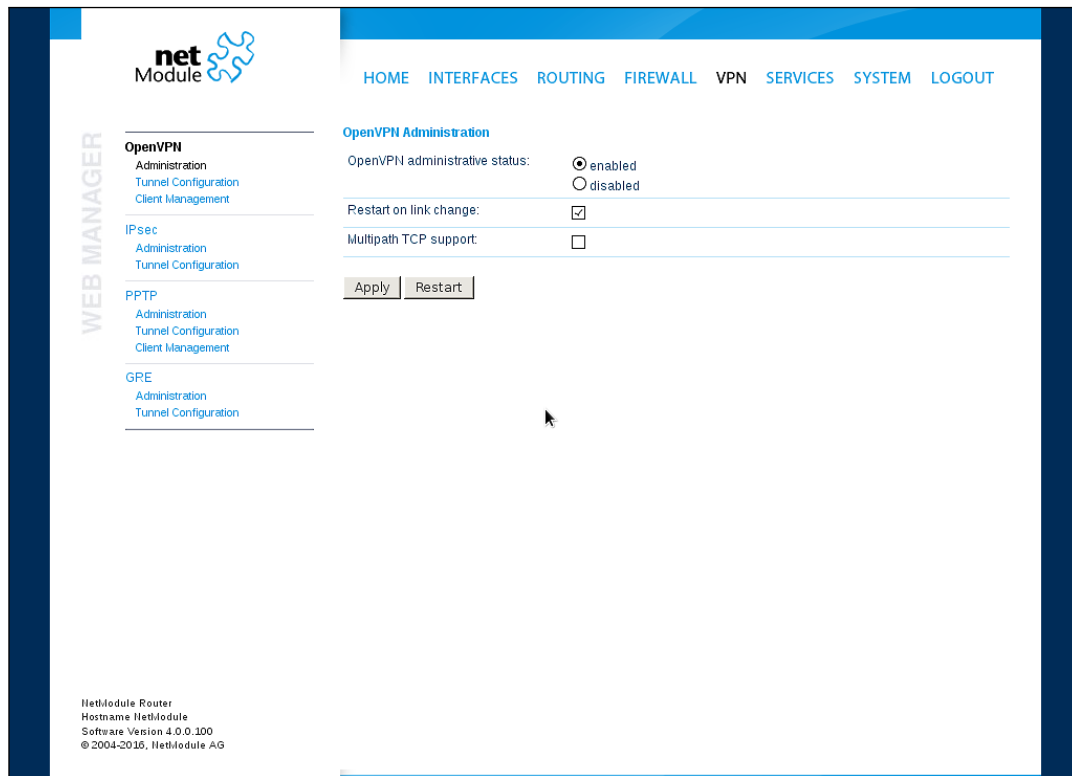 net
Module
HOME INTERFACES ROUTING FIREWALL VPN SERVICES SYSTEM LOGOUT
WEB MANAGER
OpenVPN
Administration
Tunnel Configuration
Client Management
IPsec
Administration
Tunnel Configuration
PPTP
Administration
Tunnel Configuration
Client Management
GRE
Administration
Tunnel Configuration
OpenVPN Administration
OpenVPN administrative status:
enabled
disabled
Restart on link change:
Multipath TCP support:
Apply Restart
NetModule Router
Hostname NetModule
Software Version 4.0.0.100
© 2004-2016, NetModule AG